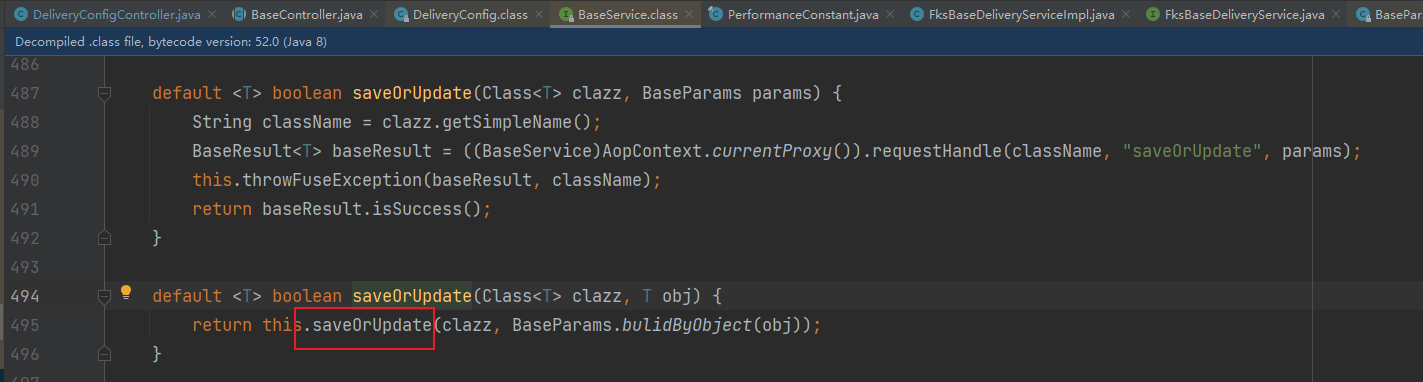 DeliveryConfigController.java BaseController.java DeliveryConfig.class BaseService.class PerformanceConstant.java FksBaseDeliveryServiceImpl.java FksBaseDeliveryService.java BasePar
Decompiled .class file, bytecode version: 52.0 (Java 8)
486
487 default <T> boolean saveOrUpdate(Class<T> clazz, BaseParams params) {
488 String className = clazz.getSimpleName();
489 BaseResult<T> baseResult = ((BaseService)AopContext.currentProxy()).requestHandle(className, "saveOrUpdate", params);
490 this.throwFuseException(baseResult, className);
491 return baseResult.isSuccess();
492 }
493
494 default <T> boolean saveOrUpdate(Class<T> clazz, T obj) {
495 return this.saveOrUpdate(clazz, BaseParams.bulidByObject(obj));
496 }